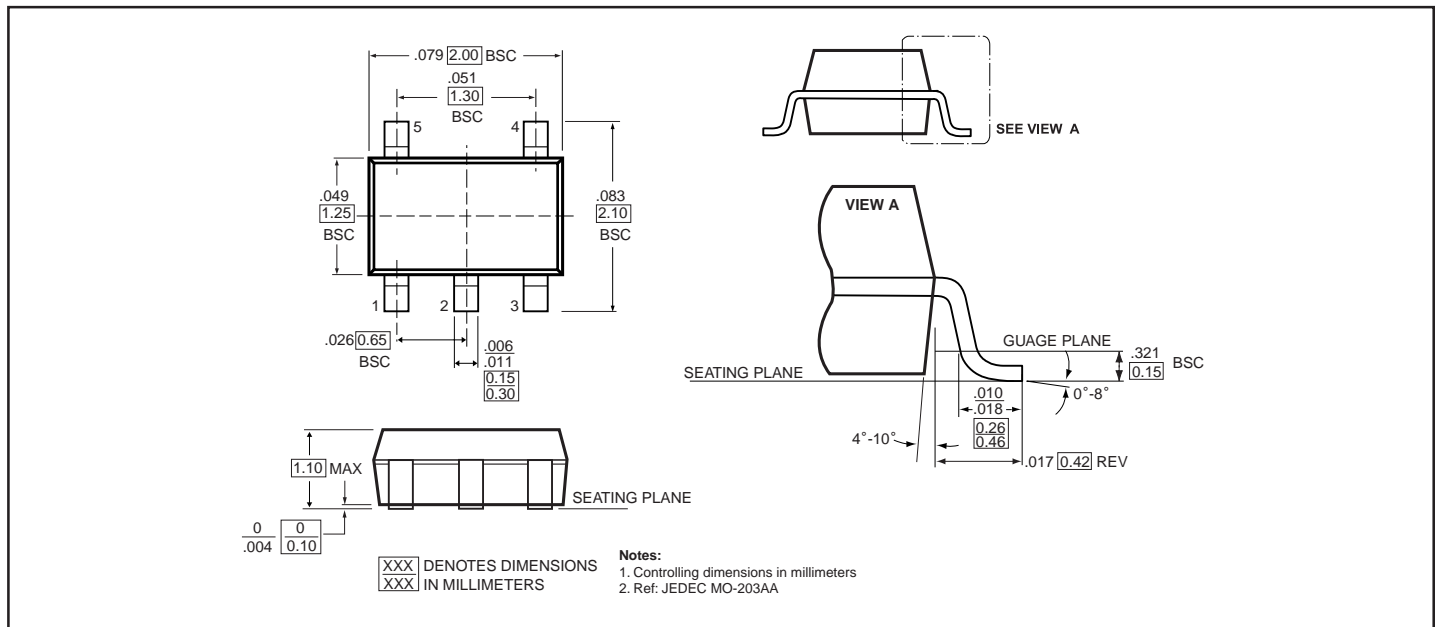 .079 2.00 BSC
.051
1.30
BSC
5
4
.049
1.25
BSC
.083
2.10
BSC
1
2
3
.026 0.65
BSC
.006
.011
0.15
0.30
1.10 MAX
SEATING PLANE
0
.004
0
0.10
XXX DENOTES DIMENSIONS
XXX IN MILLIMETERS
Notes:
1. Controlling dimensions in millimeters
2. Ref: JEDEC MO-203AA
SEE VIEW A
VIEW A
GUAGE PLANE
.321
0.15
BSC
SEATING PLANE
0°-8°
.010
.018
0.26
0.46
4°-10°
.017 0.42 REV